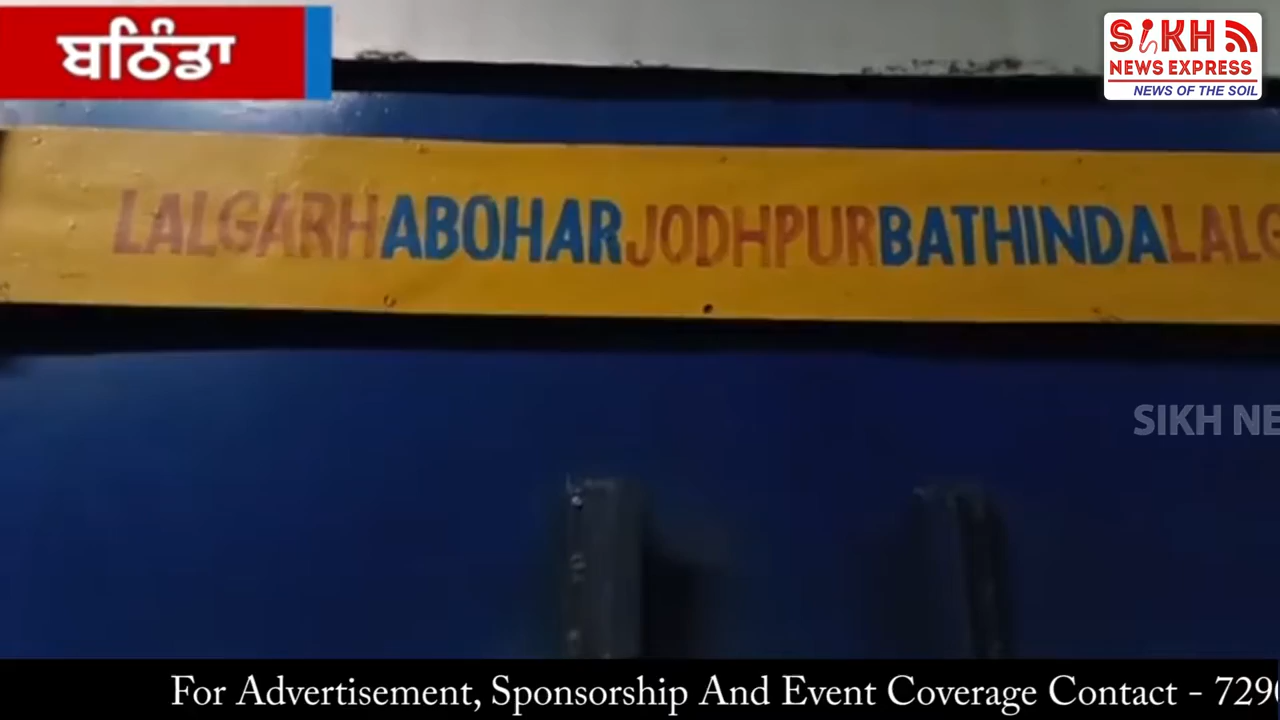 ਬਠਿੰਡਾ
SiKH
NEWS EXPRESS
NEWS OF THE SOIL
LALGARHABOHARJODHPURBATHINDALALG
SIKH NE
For Advertisement, Sponsorship And Event Coverage Contact - 729